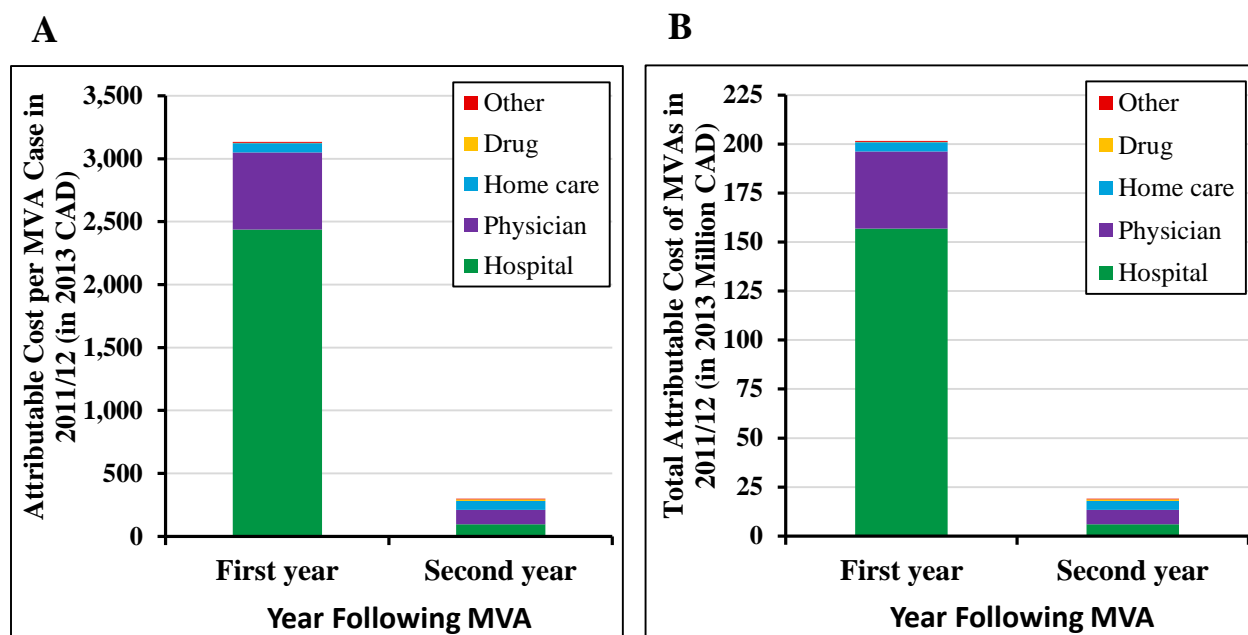 A
Attributable Cost per MVA Case in
2011/12 (in 2013 CAD)
3,500
3,000
2,500
2,000
1,500
1,000
500
0
Other
Drug
Home care
Physician
Hospital
First year
Second year
Year Following MVA
B
Total Attributable Cost of MVAs in
2011/12 (in 2013 Million CAD)
225
200
175
150
125
100
75
50
25
0
Other
Drug
Home care
Physician
Hospital
First year
Second year
Year Following MVA